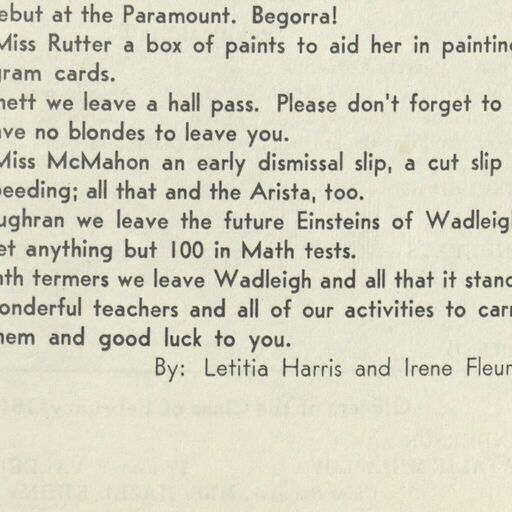 ebut at the Paramount. Begorra!
Miss Rutter a box of paints to aid her in painting
gram cards.
nett we leave a hall pass. Please don't forget to
ave no blondes to leave you.
Miss McMahon an early dismissal slip, a cut slip
peeding; all that and the Arista, too.
ughran we leave the future Einsteins of Wadleigh
et anything but 100 in Math tests.
nth termers we leave Wadleigh and all that it stand
onderful teachers and all of our activities to carr
hem and good luck to you.
By: Letitia Harris and Irene Fleur